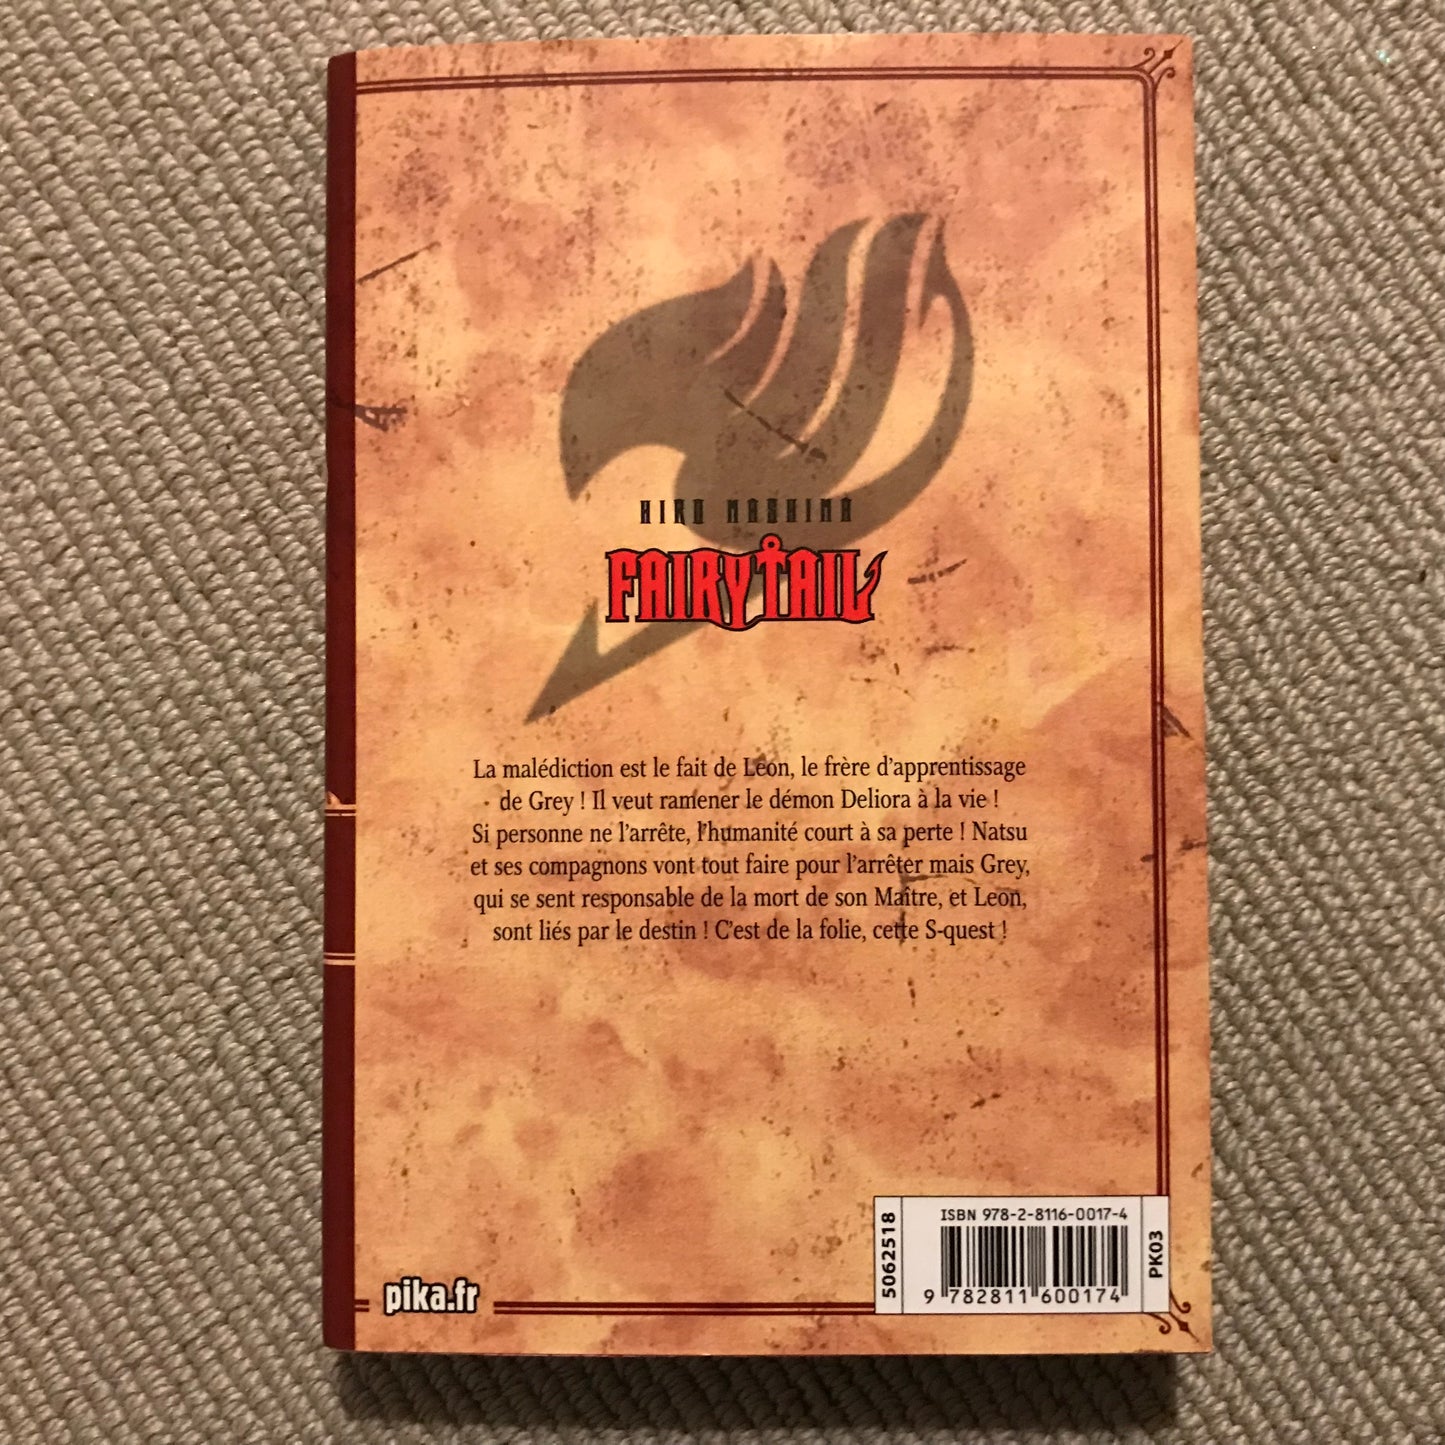 HIRO MASHIMA
FAIRY TAIL
La malédiction est le fait de Leon, le frère d'apprentissage
de Grey ! Il veut ramener le démon Deliora à la vie !
Si personne ne l'arrête, l'humanité court à sa perte ! Natsu
et ses compagnons vont tout faire pour l'arrêter mais Grey,
qui se sent responsable de la mort de son Maître, et Leon,
sont liés par le destin ! C'est de la folie, cette S-quest !
pika.fr
5062518
ISBN 978-2-8116-0017-4
9 782811 600174
PK03